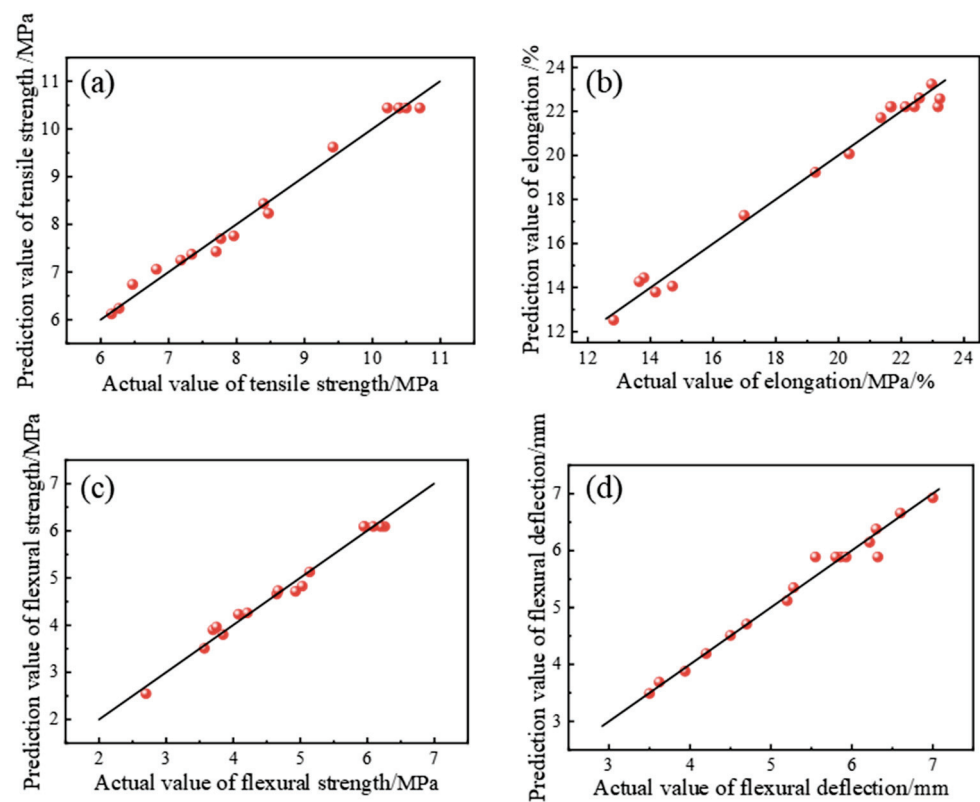 Prediction value of tensile strength /MPa
(a)
11
10
9
8
7
6
6 7 8 9 10 11
Actual value of tensile strength/MPa
Prediction value of elongation /%
(b)
24
22
20
18
16
14
12
12 14 16 18 20 22 24
Actual value of elongation/MPa/%
Prediction value of flexural strength/MPa
(c)
7
6
5
4
3
2
2 3 4 5 6 7
Actual value of flexural strength/MPa
Prediction value of flexural deflection/mm
(d)
7
6
5
4
3
3 4 5 6 7
Actual value of flexural deflection/mm